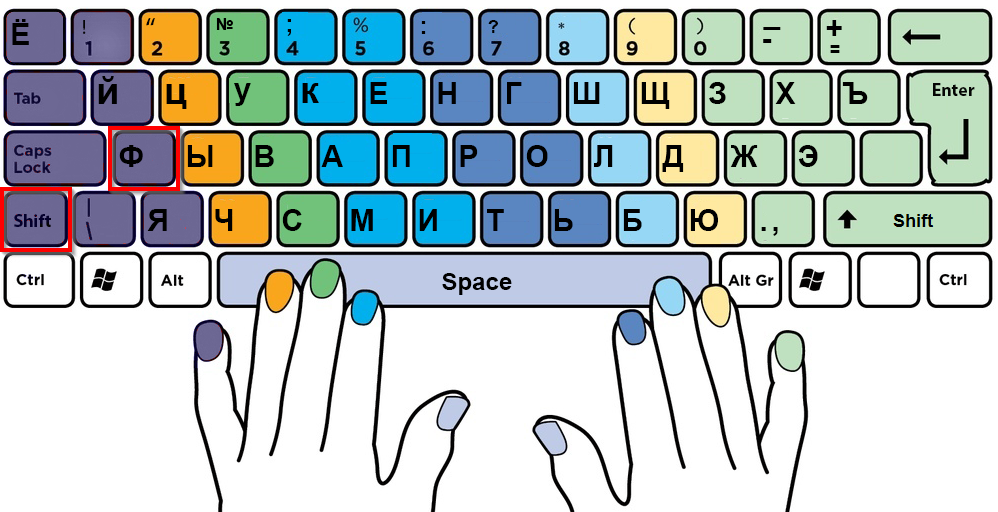 Ё ! 1 “ 2 № 3 ; 4 % 5 : 6 ? 7 * 8 ( 9 ) 0 — - + =
Tab Й Ц У К Е Н Г Ш Щ З Х Ъ Enter
Caps Lock Ф Ы В А П Р О Л Д Ж Э
Shift | \ Я Ч С М И Т Ь Б Ю . , Shift
Ctrl Alt Space Alt Gr Ctrl